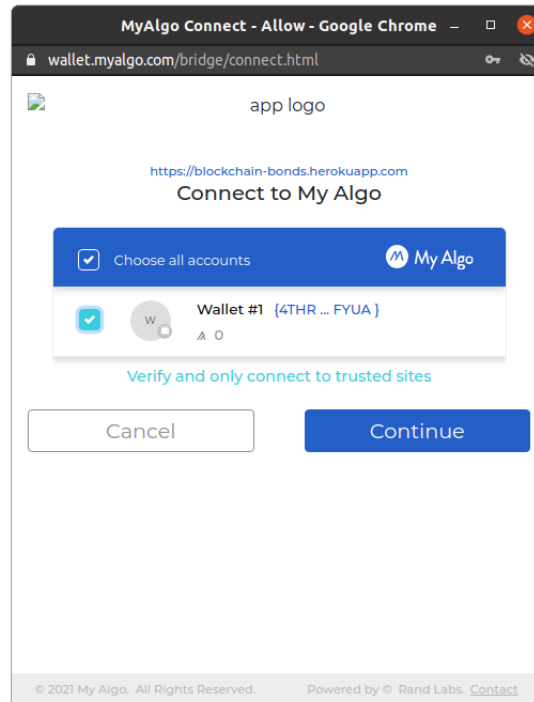 MyAlgo Connect - Allow - Google Chrome
wallet.myalgo.com/bridge/connect.html
app logo
https://blockchain-bonds.herokuapp.com
Connect to My Algo
Choose all accounts
My Algo
W
Wallet #1 {4THR ... FYUA }
0
Verify and only connect to trusted sites
Cancel
Continue
© 2021 My Algo. All Rights Reserved.
Powered by © Rand Labs. Contact